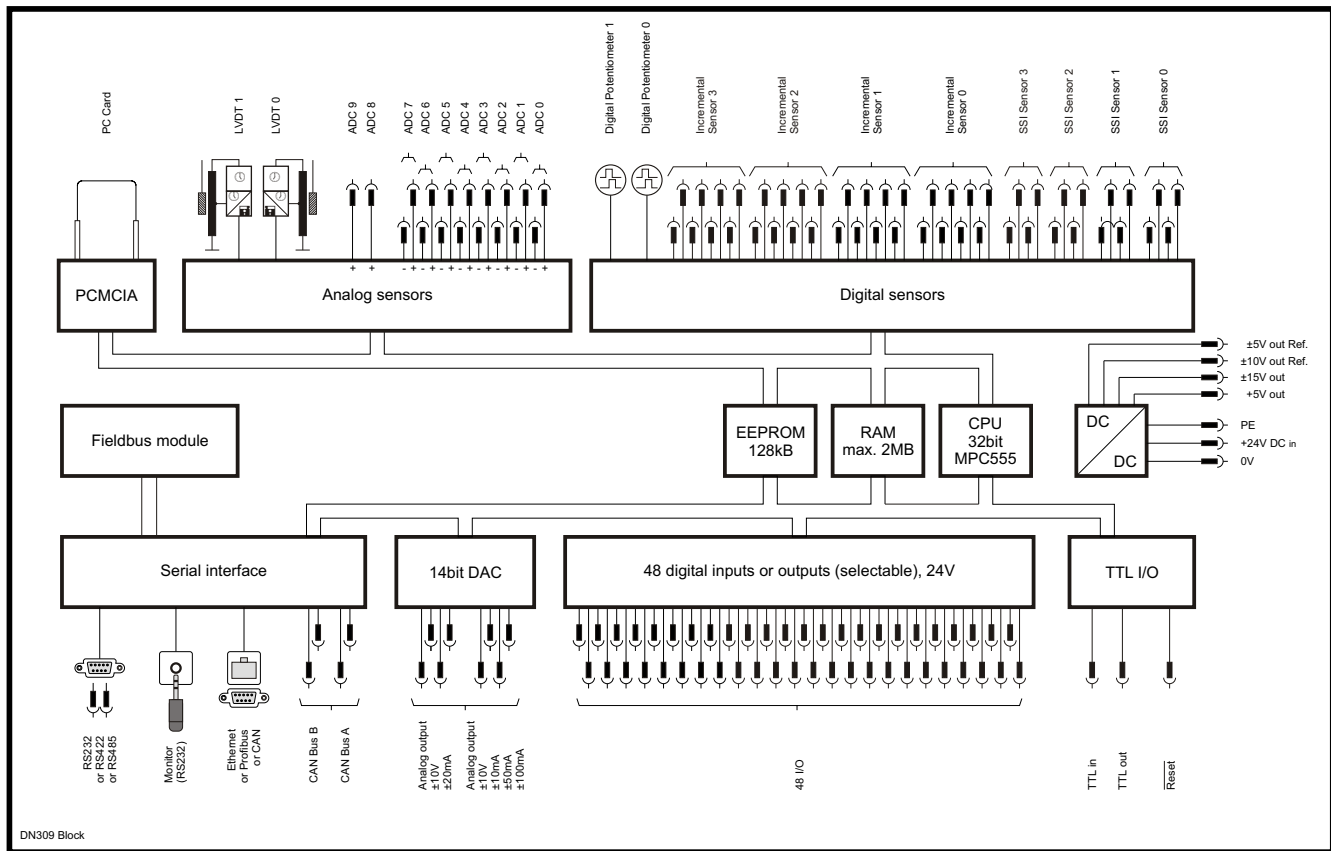 PC Card
LVDT 1
LVDT 0
ADC 9
ADC 8
ADC 7
ADC 6
ADC 5
ADC 4
ADC 3
ADC 2
ADC 1
ADC 0
Digital Potentiometer 1
Digital Potentiometer 0
Incremental
Sensor 3
Incremental
Sensor 2
Incremental
Sensor 1
Incremental
Sensor 0
SSI Sensor 3
SSI Sensor 2
SSI Sensor 1
SSI Sensor 0
+ + - + - + - + - + - + - + - + - +
PCMCIA
Analog sensors
Digital sensors
±5V out Ref.
±10V out Ref.
±15V out
+5V out
PE
+24V DC in
0V
DC
DC
Fieldbus module
EEPROM
128kB
RAM
max. 2MB
CPU
32bit
MPC555
Serial interface
14bit DAC
48 digital inputs or outputs (selectable), 24V
TTL I/O
RS232
or RS422
or RS485
Monitor
(RS232)
Ethernet
or Profibus
or CAN
CAN Bus B
CAN Bus A
Analog output
±10V
±20mA
Analog output
±10V
±10mA
±50mA
±100mA
48 I/O
TTL in
TTL out
Reset
DN309 Block